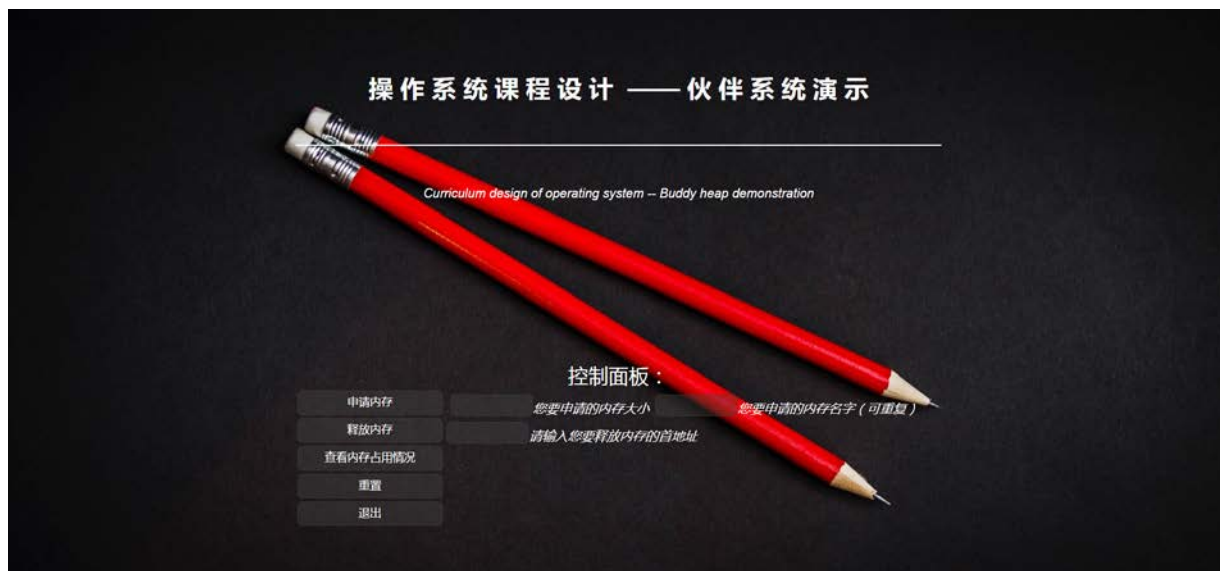 操作系统课程设计 ——伙伴系统演示
Curriculum design of operating system -- Buddy heap demonstration
控制面板：
申请内存 您要申请的内存大小 您要申请的内存名字（可重复）
释放内存 请输入您要释放内存的首地址
查看内存占用情况
重置
退出